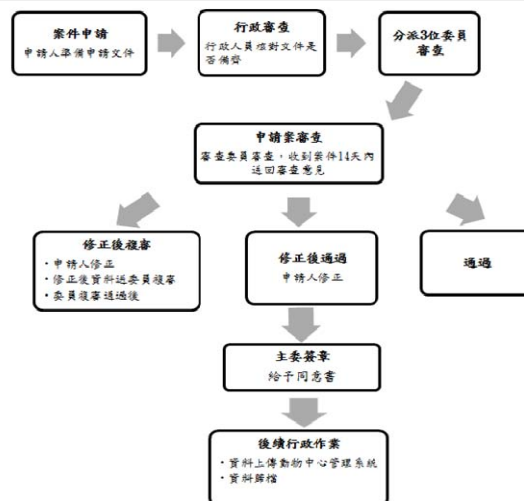 案件申請
申請人準備申請文件
行政審查
行政人員核對文件是
否備齊
分派3位委員
審查
申請案審查
審查委員審查，收到案件14天內
送回審查意見
修正後複審
・申請人修正
・修正後資料送委員複審
・委員複審通過後
修正後通過
申請人修正
通過
主委簽章
給予同意書
後續行政作業
・資料上傳動物中心管理系統
・資料歸檔